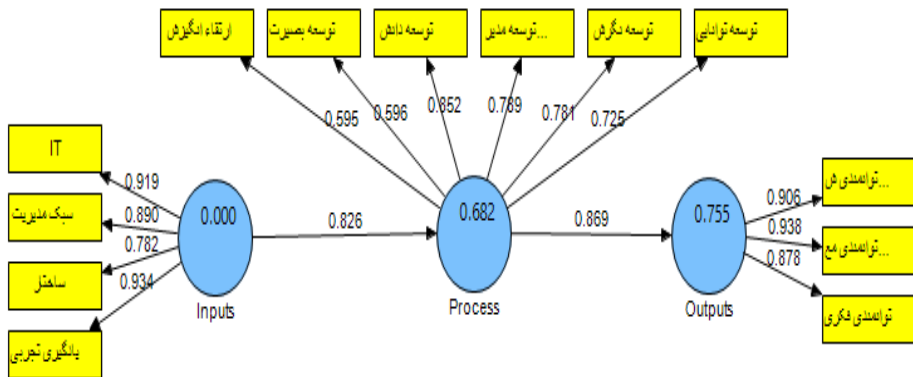 ارتقاء انگیزش
توسعه بصیرت
توسعه دانش
توسعه مدیر...
توسعه نگرش
توسعه توانایی
0.595
0.596
0.852
0.789
0.781
0.725
IT
سبک مدیریت
ساختار
یادگیری تجربی
0.919
0.890
0.782
0.934
0.000
Inputs
0.826
0.682
Process
0.869
0.755
Outputs
0.906
0.938
0.878
توانمندی ش...
توانمندی مع...
توانمندی فکری